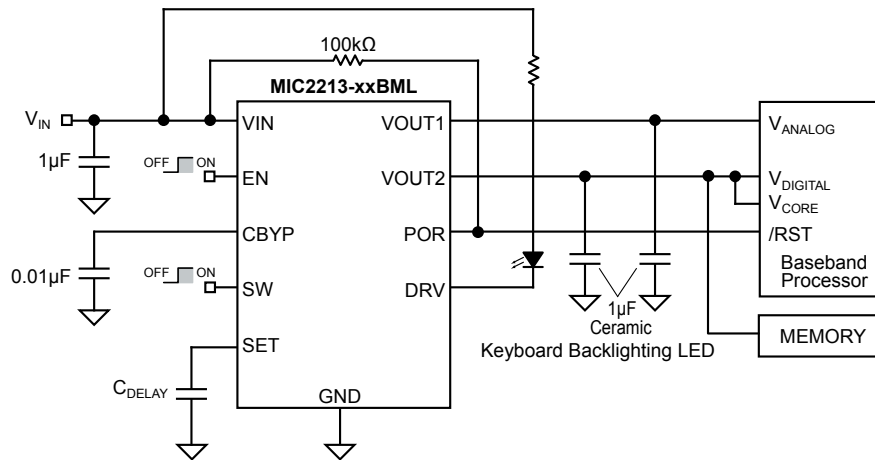 100kΩ
MIC2213-xxBML
VIN
1µF
VIN
EN
CBYP
SW
SET
GND
VOUT1
VOUT2
POR
DRV
OFF ON
0.01µF
OFF ON
CDELAY
1µF
Ceramic
Keyboard Backlighting LED
VANALOG
VDIGITAL
VCORE
/RST
Baseband
Processor
MEMORY